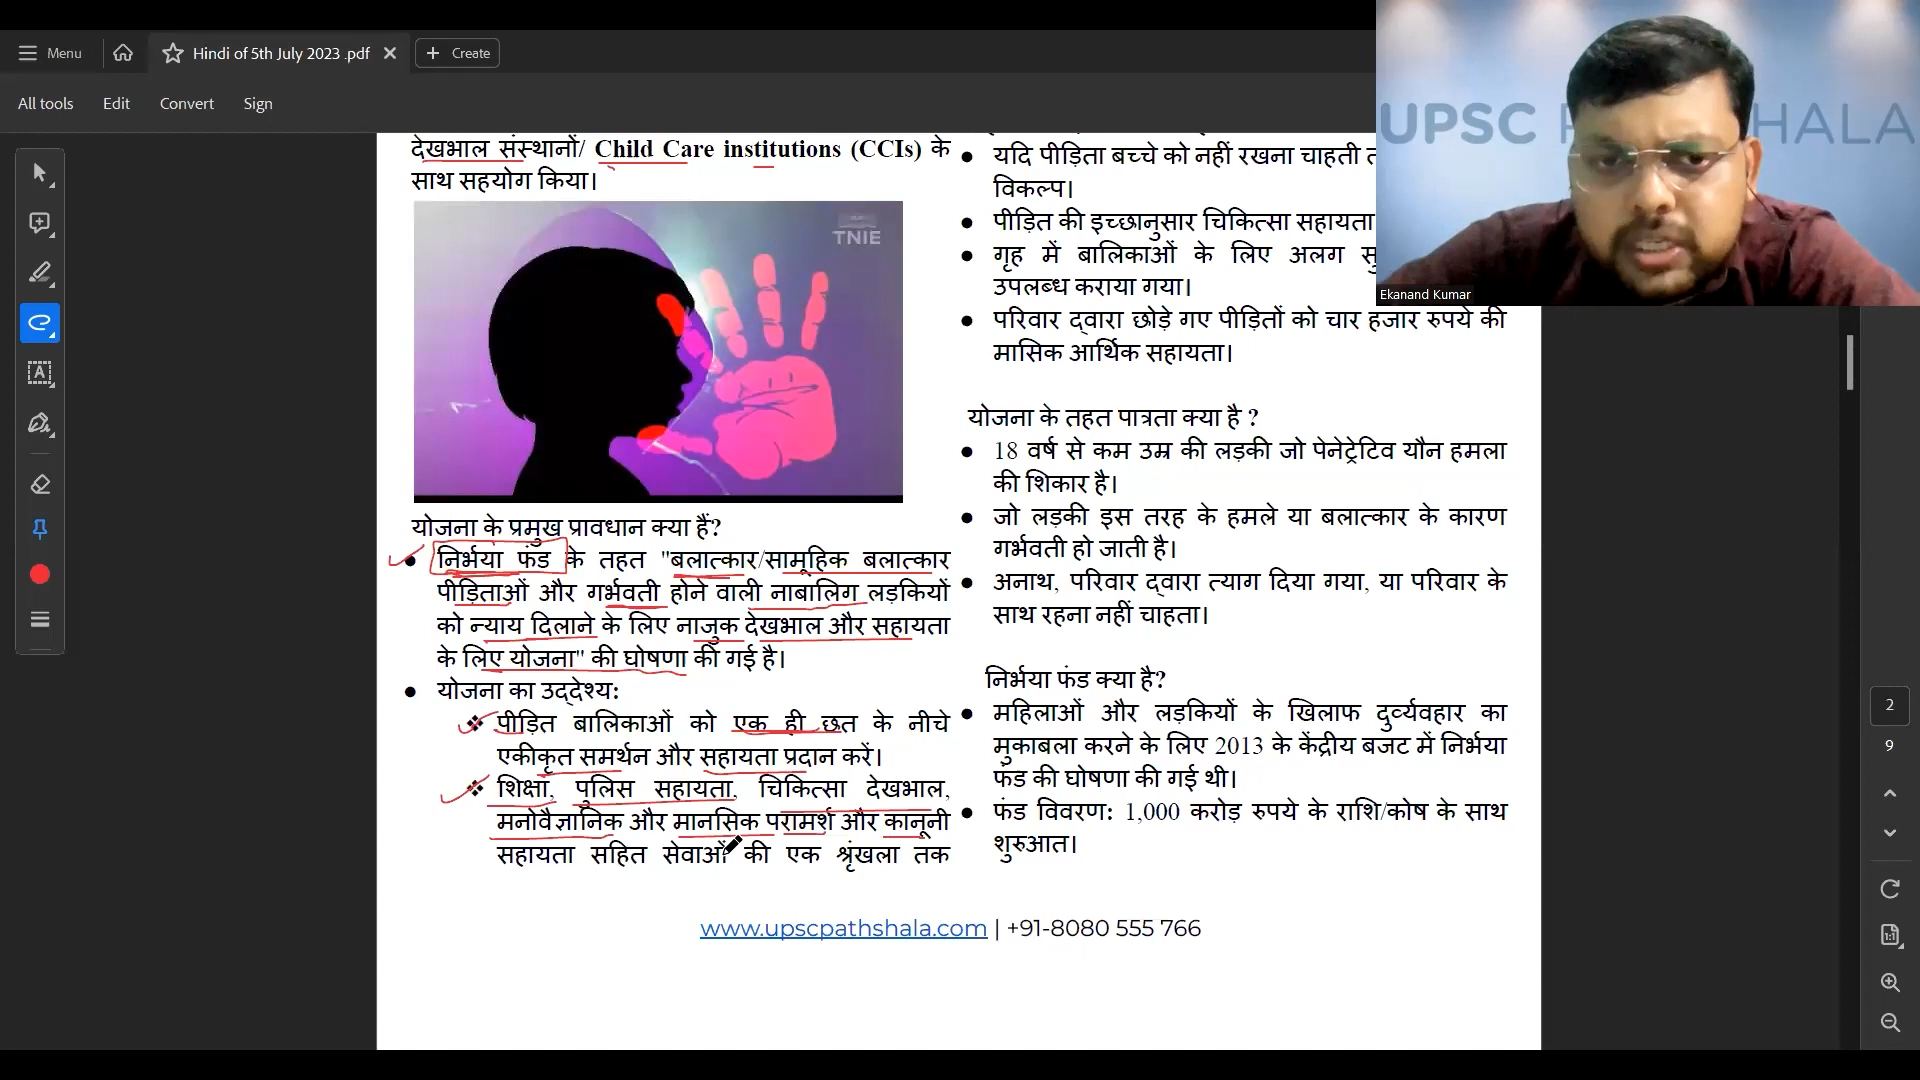 Menu
Hindi of 5th July 2023 .pdf
Create
All tools
Edit
Convert
Sign
UPSC
HALA
Ekanand Kumar
देखभाल संस्थानों/ Child Care institutions (CCIs) के
साथ सहयोग किया।
TNIE
योजना के प्रमुख प्रावधान क्या हैं?
निर्भया फंड के तहत "बलात्कार/सामूहिक बलात्कार
पीड़िताओं और गर्भवती होने वाली नाबालिग लड़कियों
को न्याय दिलाने के लिए नाजुक देखभाल और सहायता
के लिए योजना" की घोषणा की गई है।
योजना का उद्देश्य:
पीड़ित बालिकाओं को एक ही छत के नीचे
एकीकृत समर्थन और सहायता प्रदान करें।
शिक्षा, पुलिस सहायता, चिकित्सा देखभाल,
मनोवैज्ञानिक और मानसिक परामर्श और कानूनी
सहायता सहित सेवाओं की एक श्रृंखला तक
यदि पीड़िता बच्चे को नहीं रखना चाहती
विकल्प।
पीड़ित की इच्छानुसार चिकित्सा सहायता
गृह में बालिकाओं के लिए अलग
उपलब्ध कराया गया।
परिवार द्वारा छोड़े गए पीड़ितों को चार हजार रुपये की
मासिक आर्थिक सहायता।
योजना के तहत पात्रता क्या है ?
18 वर्ष से कम उम्र की लड़की जो पेनेट्रेटिव यौन हमला
की शिकार है।
जो लड़की इस तरह के हमले या बलात्कार के कारण
गर्भवती हो जाती है।
अनाथ, परिवार द्वारा त्याग दिया गया, या परिवार के
साथ रहना नहीं चाहता।
निर्भया फंड क्या है?
महिलाओं और लड़कियों के खिलाफ दुर्व्यवहार का
मुकाबला करने के लिए 2013 के केंद्रीय बजट में निर्भया
फंड की घोषणा की गई थी।
फंड विवरण: 1,000 करोड़ रुपये के राशि/कोष के साथ
शुरुआत।
www.upscpathshala.com | +91-8080 555 766
2
9